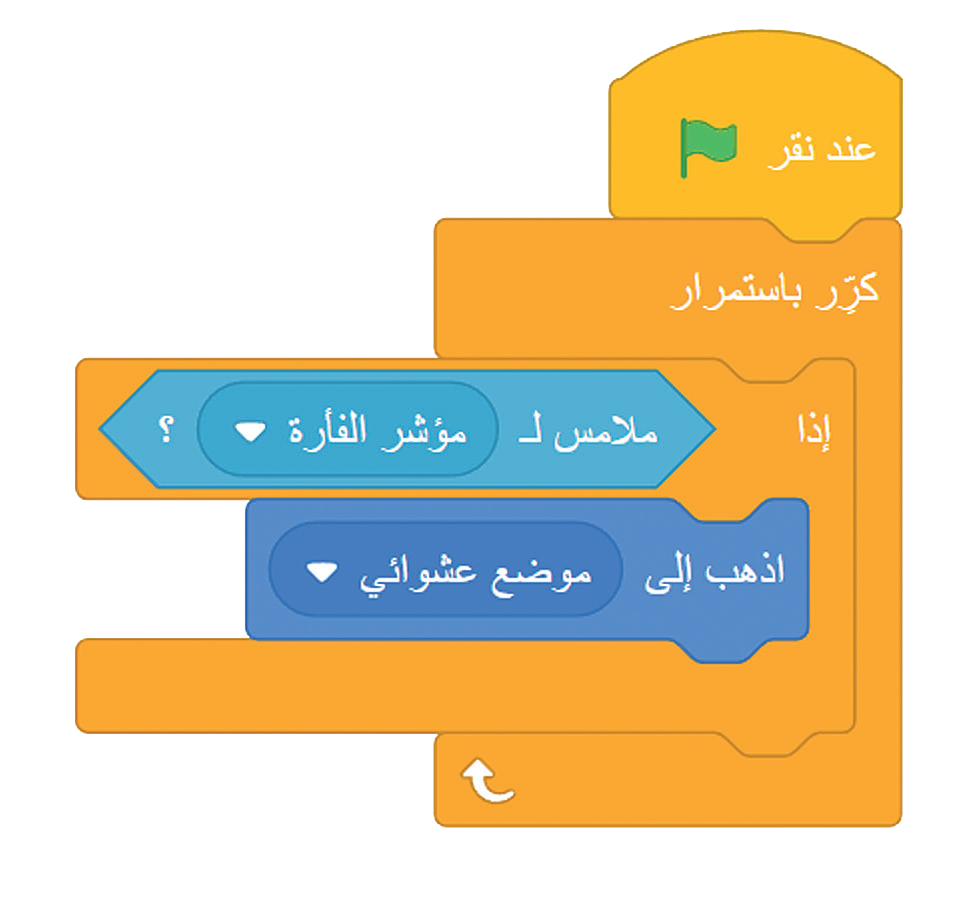 عند نقر
كرِّر باستمرار
إذا ملامس لـ مؤشر الفأرة ؟
اذهب إلى موضع عشوائي